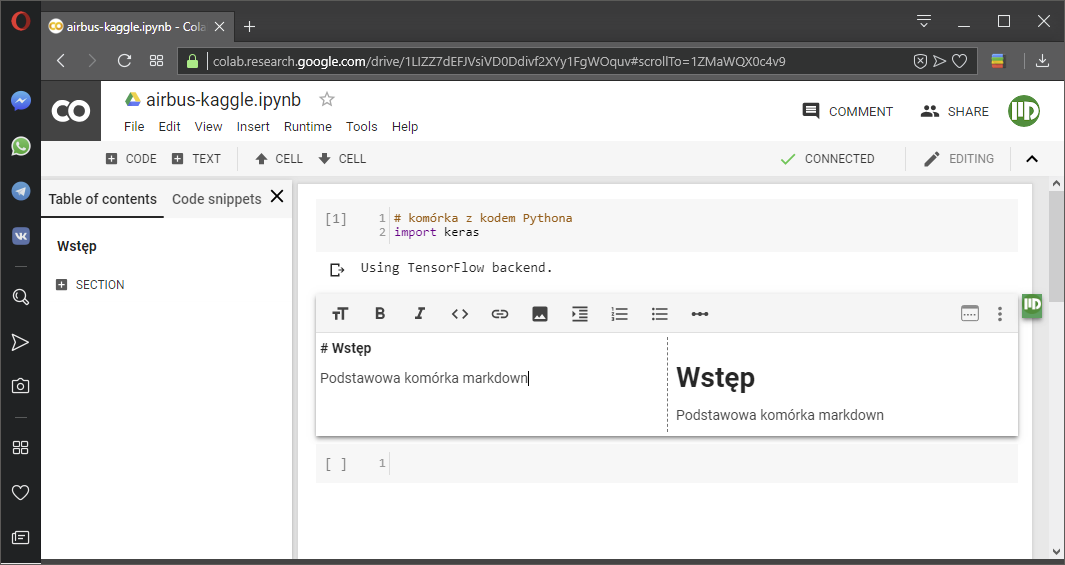 airbus-kaggle.ipynb - Cola
colab.research.google.com/drive/1LIZZ7dEFJVsiVD0Ddivf2XYy1FgWOquv#scrollTo=1ZMaWQX0c4v9
CO airbus-kaggle.ipynb
File Edit View Insert Runtime Tools Help
COMMENT SHARE
CODE TEXT CELL CELL CONNECTED EDITING
Table of contents Code snippets
Wstęp
SECTION
[1] 1 # komórka z kodem Pythona
2 import keras
Using TensorFlow backend.
# Wstęp
Podstawowa komórka markdown
Wstęp
Podstawowa komórka markdown
[ ] 1